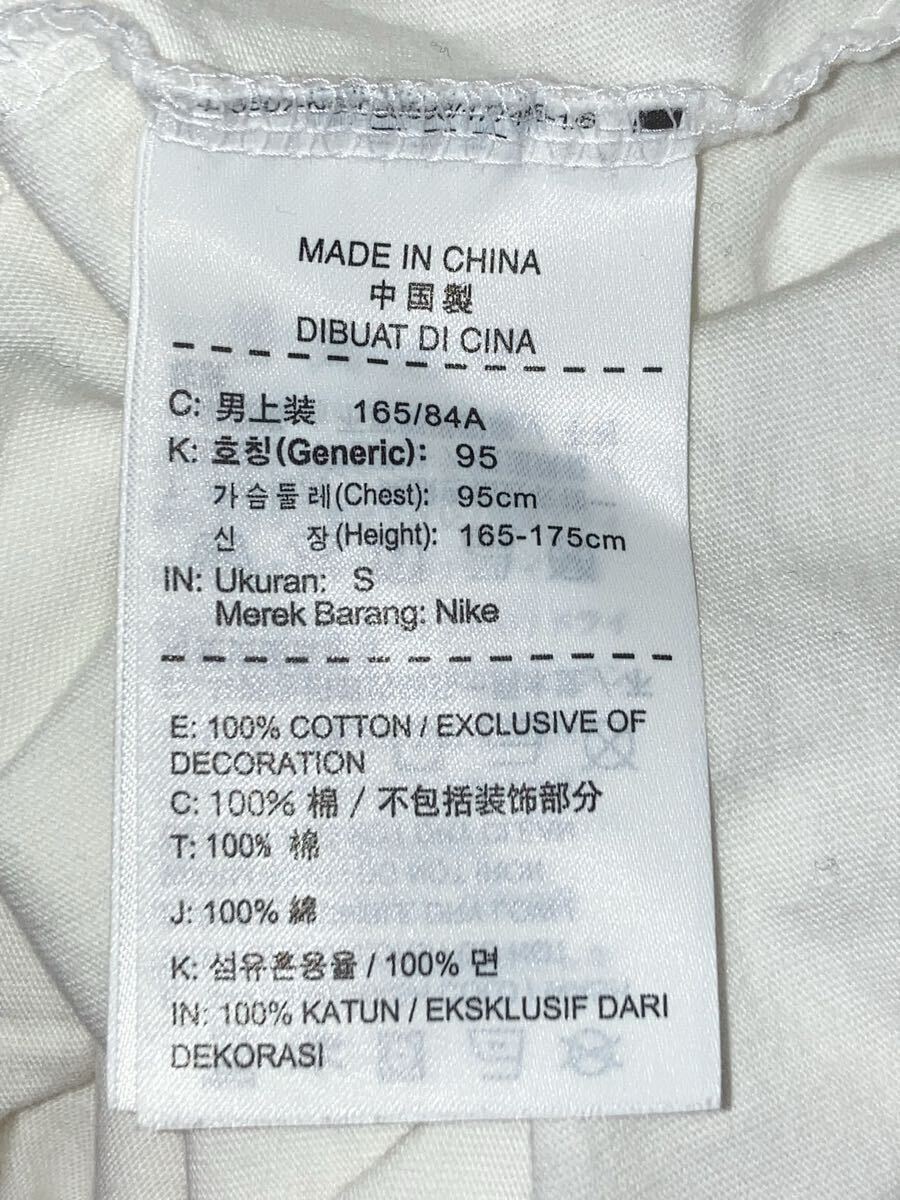 MADE IN CHINA
中国製
DIBUAT DI CINA
C: 男上装 165/84A
K: 호칭(Generic): 95
가슴둘레(Chest): 95cm
신 장(Height): 165-175cm
IN: Ukuran: S
Merek Barang: Nike
E: 100% COTTON / EXCLUSIVE OF
DECORATION
C: 100% 棉 / 不包括装饰部分
T: 100% 棉
J: 100% 綿
K: 섬유혼용율 / 100% 면
IN: 100% KATUN / EKSKLUSIF DARI
DEKORASI